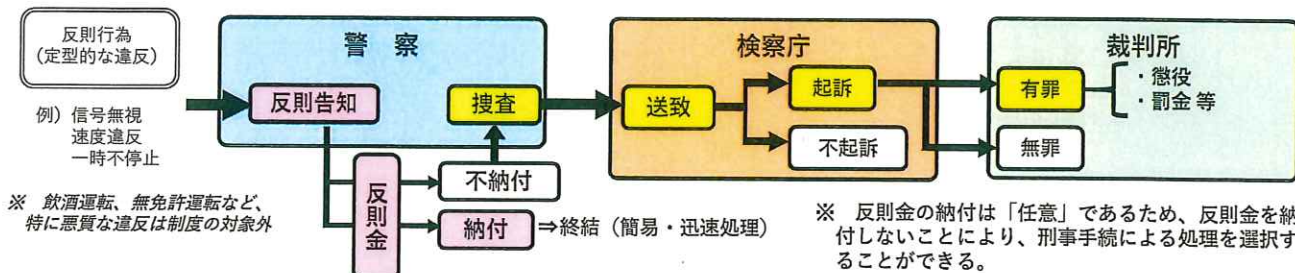 反則行為
(定型的な違反)
例）信号無視
速度違反
一時不停止
※　飲酒運転、無免許運転など、
特に悪質な違反は制度の対象外
警　察
反則告知
捜査
反則金
不納付
納付
⇒終結（簡易・迅速処理）
検察庁
送致
起訴
不起訴
裁判所
有罪
・懲役
・罰金 等
無罪
※　反則金の納付は「任意」であるため、反則金を納
付しないことにより、刑事手続による処理を選択す
ることができる。